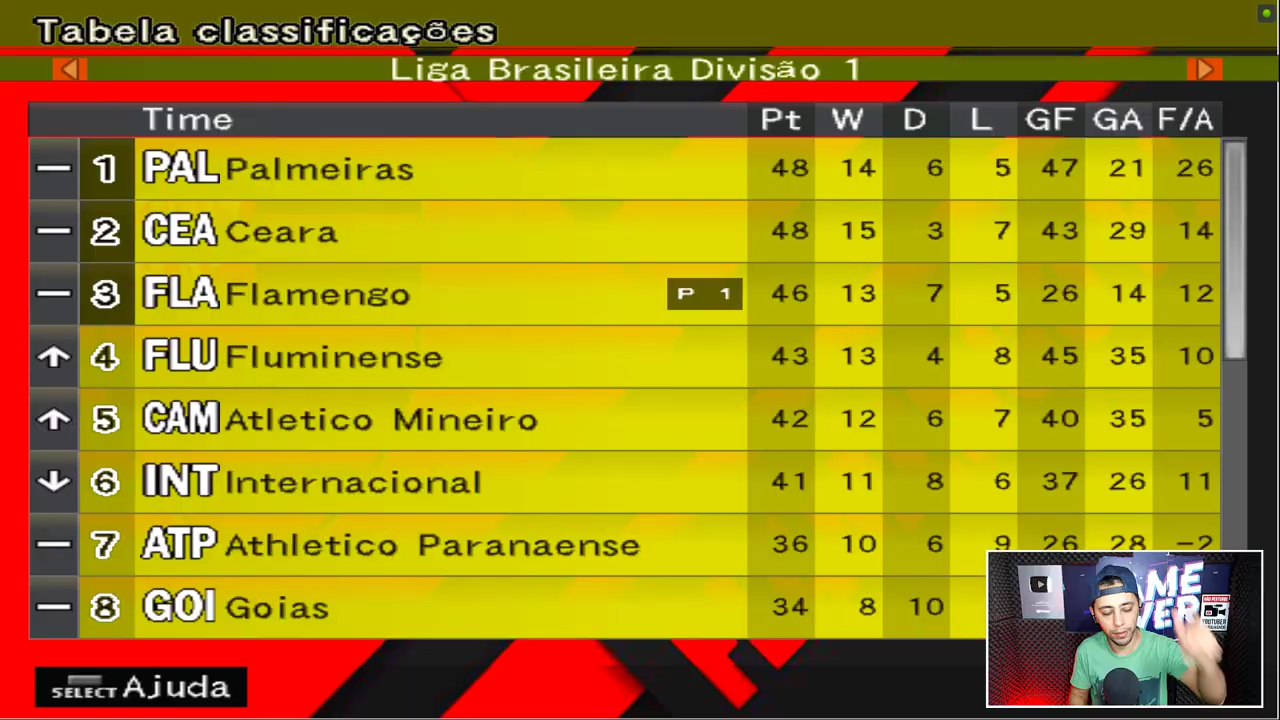 Tabela classificações
Liga Brasileira Divisão 1
Time Pt W D L GF GA F/A
1 PAL Palmeiras 48 14 6 5 47 21 26
2 CEA Ceara 48 15 3 7 43 29 14
3 FLA Flamengo P 1 46 13 7 5 26 14 12
4 FLU Fluminense 43 13 4 8 45 35 10
5 CAM Atletico Mineiro 42 12 6 7 40 35 5
6 INT Internacional 41 11 8 6 37 26 11
7 ATP Athletico Paranaense 36 10 6 9 26 28 -2
8 GOI Goias 34 8 10
SELECT Ajuda
ME
VER
YOUTUBER